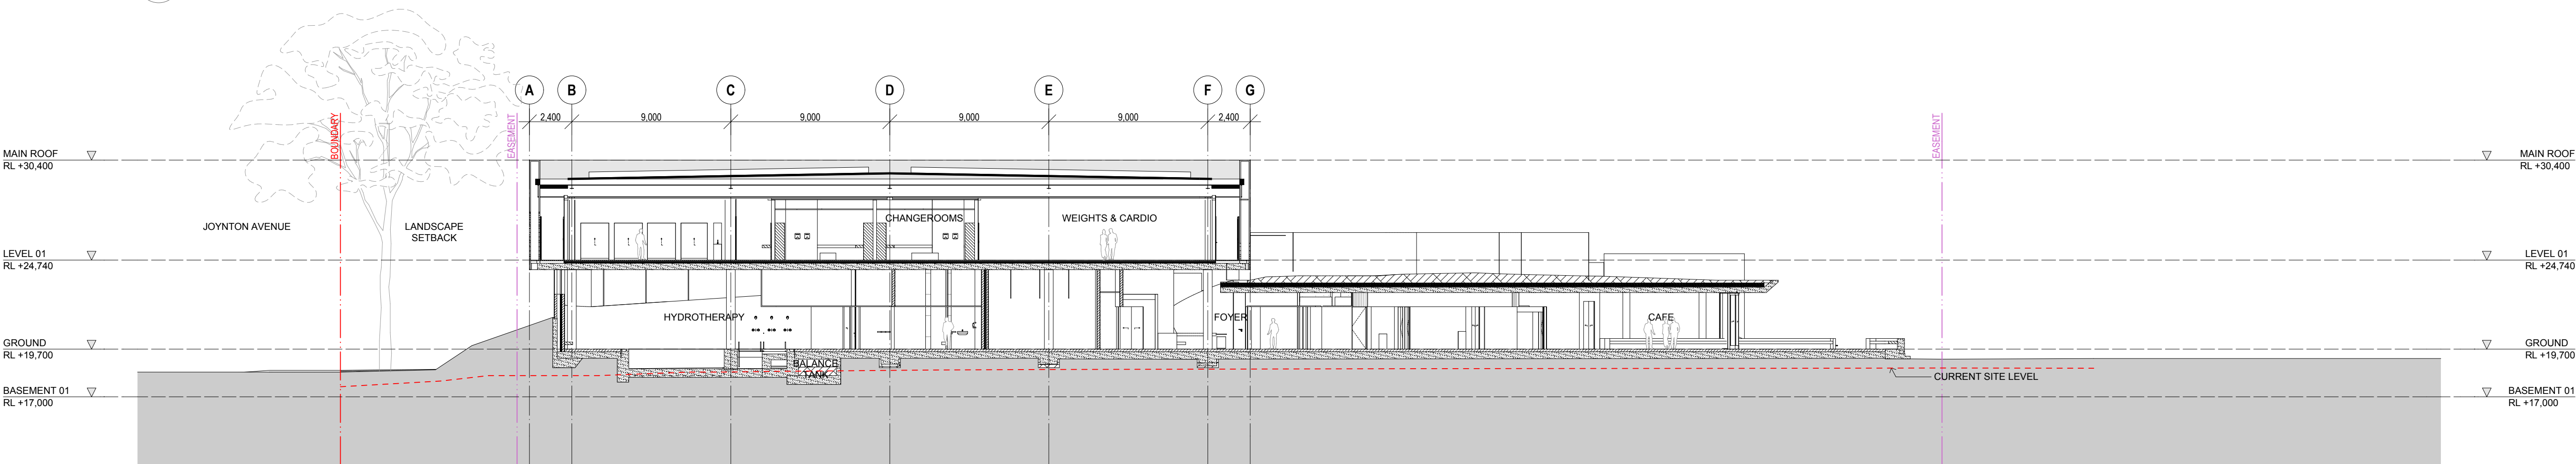 A B C D E F G
2,400 9,000 9,000 9,000 9,000 2,400
BOUNDARY
EASEMENT
EASEMENT
MAIN ROOF
RL +30,400
MAIN ROOF
RL +30,400
JOYNTON AVENUE
LANDSCAPE
SETBACK
CHANGEROOMS
WEIGHTS & CARDIO
LEVEL 01
RL +24,740
LEVEL 01
RL +24,740
HYDROTHERAPY
FOYER
CAFE
GROUND
RL +19,700
GROUND
RL +19,700
BALANCE
TANK
CURRENT SITE LEVEL
BASEMENT 01
RL +17,000
BASEMENT 01
RL +17,000